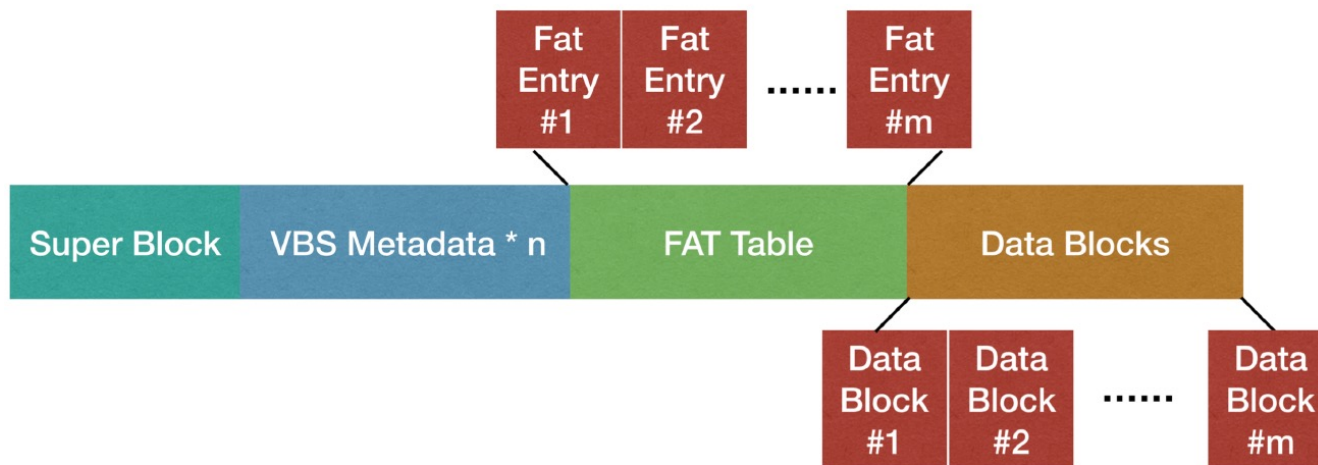 Fat
Entry
#1
Fat
Entry
#2
......
Fat
Entry
#m
Super Block
VBS Metadada * n
FAT Table
Data Blocks
Data
Block
#1
Data
Block
#2
......
Data
Block
#m